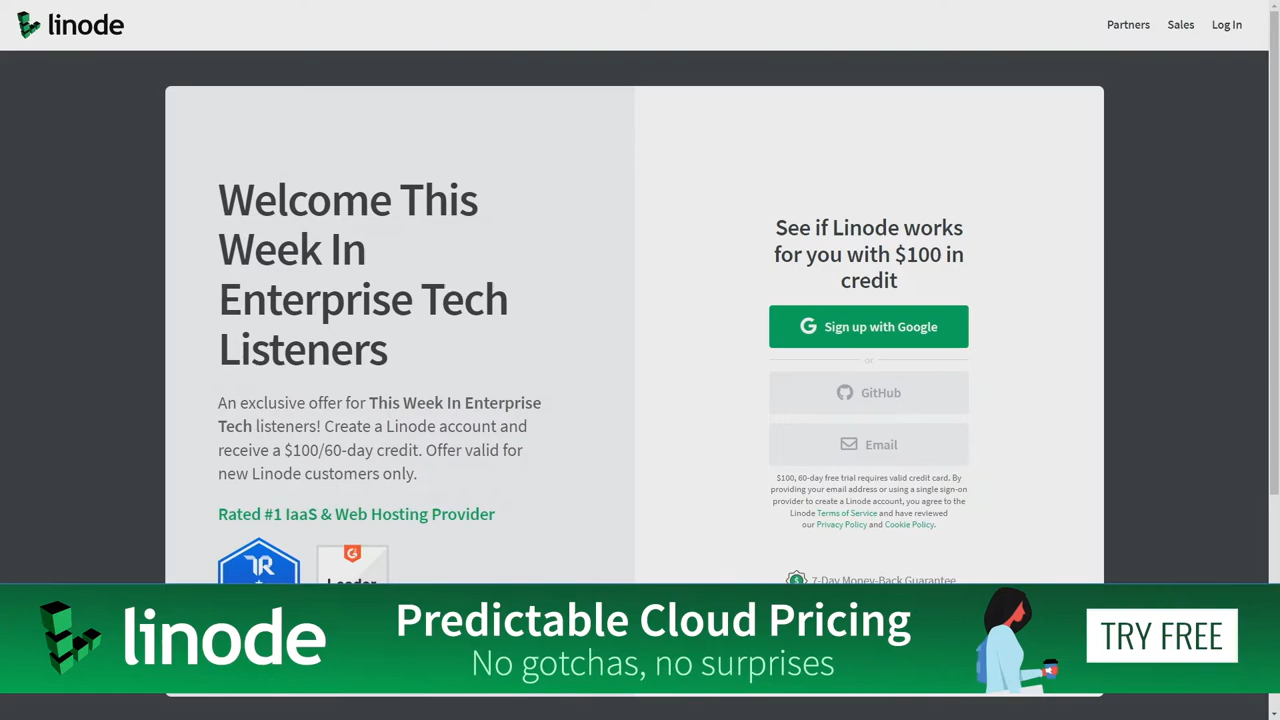 linode
Partners Sales Log In
Welcome This
Week In
Enterprise Tech
Listeners
An exclusive offer for This Week In Enterprise
Tech listeners! Create a Linode account and
receive a $100/60-day credit. Offer valid for
new Linode customers only.
Rated #1 IaaS & Web Hosting Provider
TR
G
Leader
See if Linode works
for you with $100 in
credit
G Sign up with Google
or
GitHub
Email
$100, 60-day free trial requires valid credit card. By
providing your email address or using a single sign-on
provider to create a Linode account, you agree to the
Linode Terms of Service and have reviewed
our Privacy Policy and Cookie Policy.
$ 7-Day Money-Back Guarantee
linode
Predictable Cloud Pricing
No gotchas, no surprises
TRY FREE